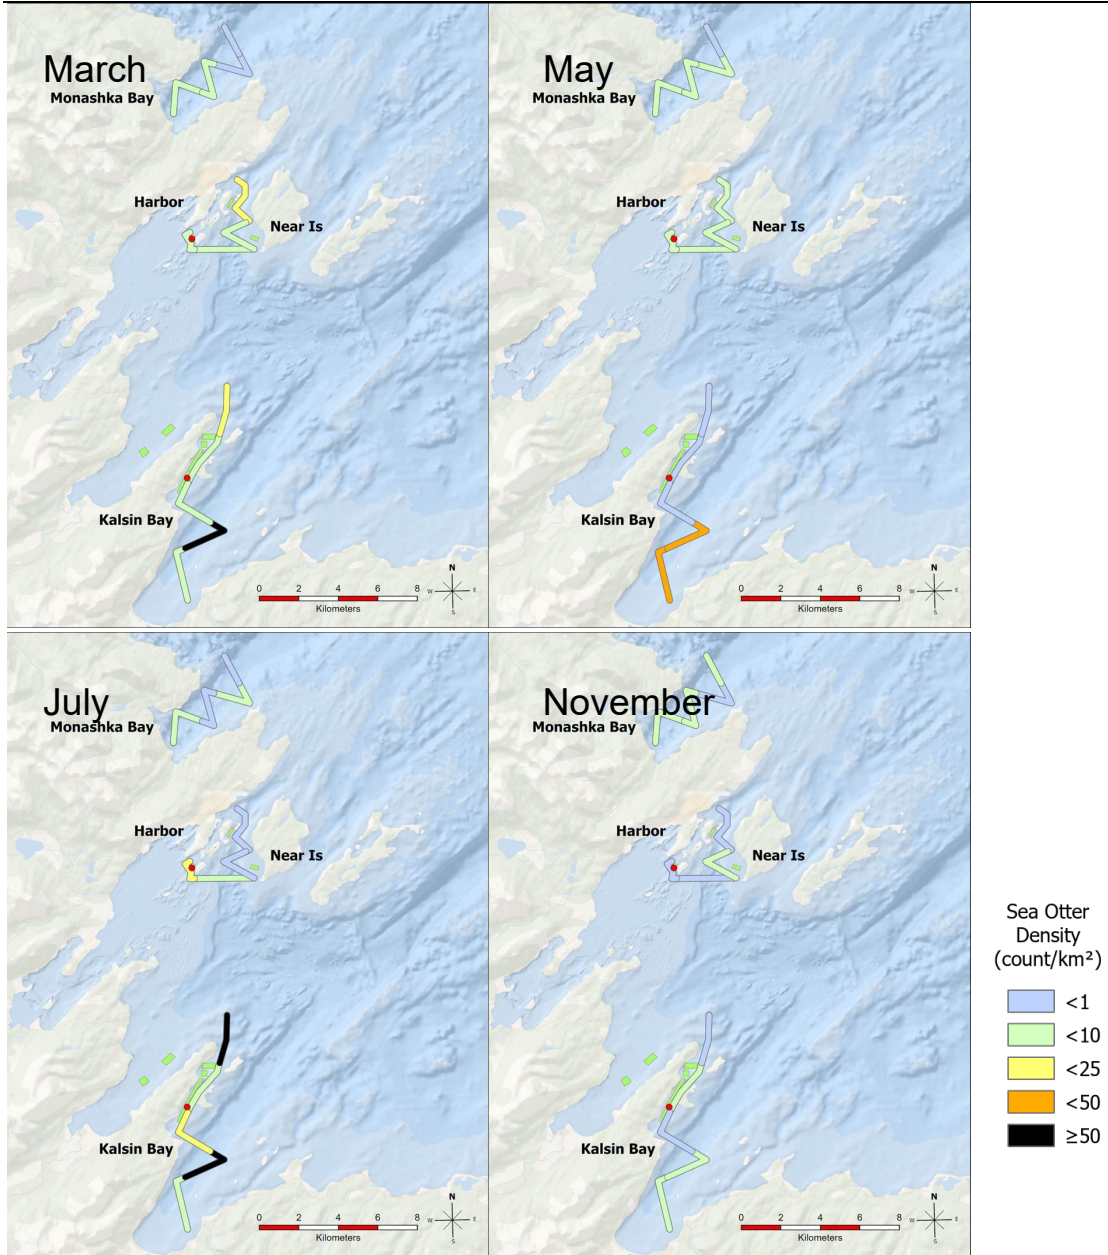 March
Monashka Bay
Harbor
Near Is
Kalsin Bay
N
W E
S
0 2 4 6 8
Kilometers
May
Monashka Bay
Harbor
Near Is
Kalsin Bay
N
W E
S
0 2 4 6 8
Kilometers
July
Monashka Bay
Harbor
Near Is
Kalsin Bay
N
W E
S
0 2 4 6 8
Kilometers
November
Monashka Bay
Harbor
Near Is
Kalsin Bay
N
W E
S
0 2 4 6 8
Kilometers
Sea Otter
Density
(count/km²)
<1
<10
<25
<50
≥50